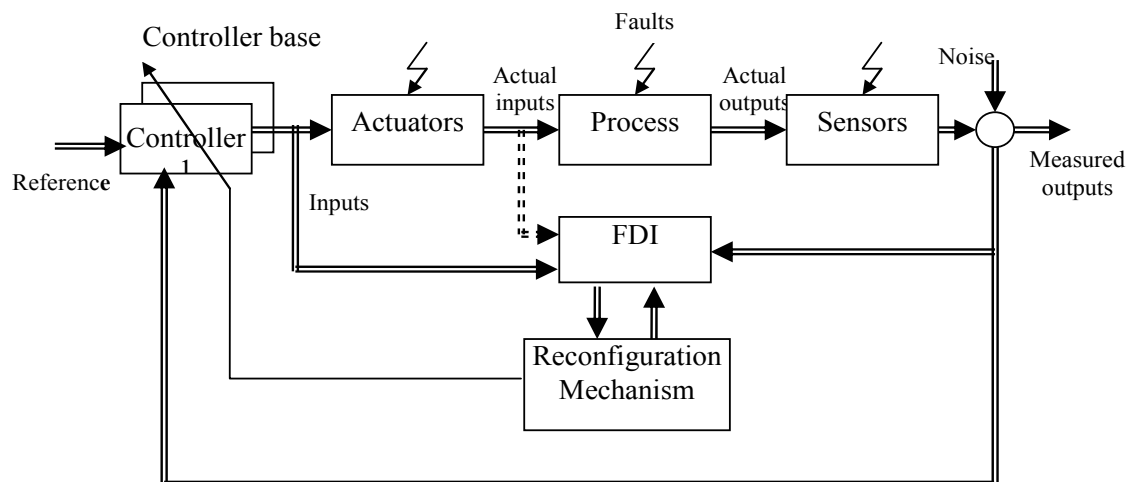 Faults
Controller base
Noise
Actual
inputs
Actual
outputs
Actuators
Process
Sensors
Controller
1
Reference
Measured
outputs
Inputs
FDI
Reconfiguration
Mechanism